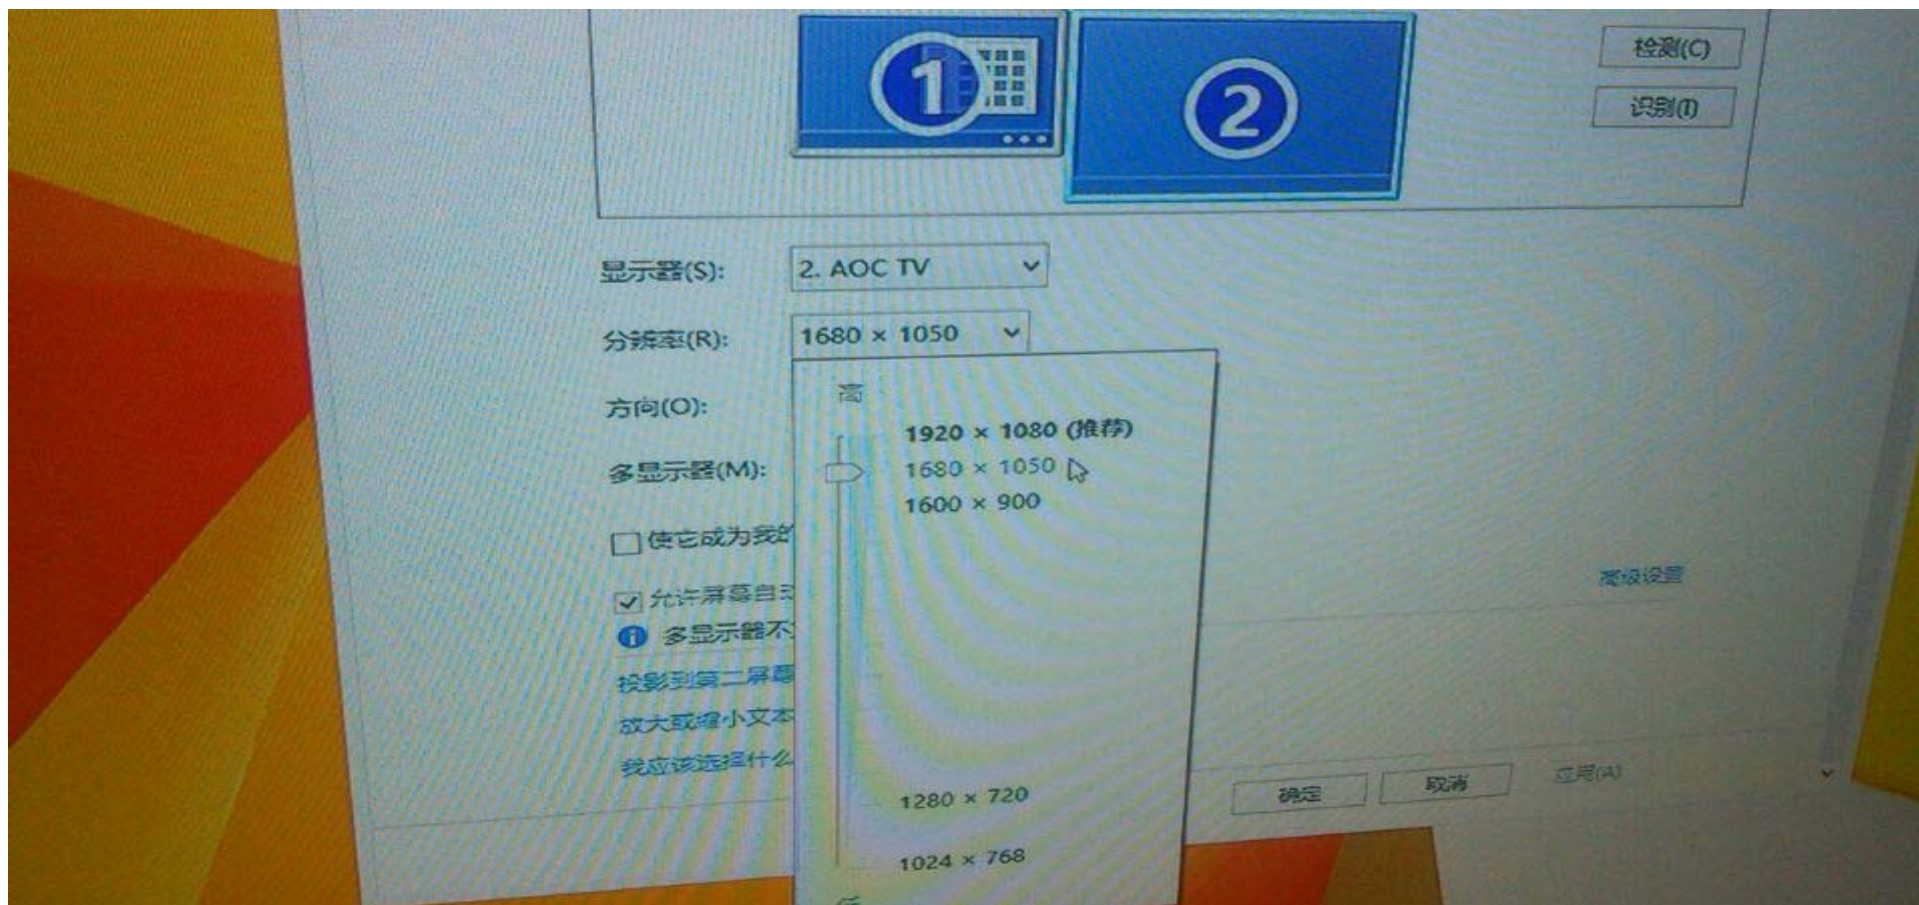 1
2
检测(C)
识别(I)
显示器(S):
2. AOC TV
分辨率(R):
1680 × 1050
高
方向(O):
1920 × 1080 (推荐)
多显示器(M):
1680 × 1050
1600 × 900
使它成为我的
高级设置
允许屏幕自动
多显示器不
投影到第二屏幕
放大或缩小文本
我应该选择什么
1280 × 720
确定
取消
应用(A)
1024 × 768